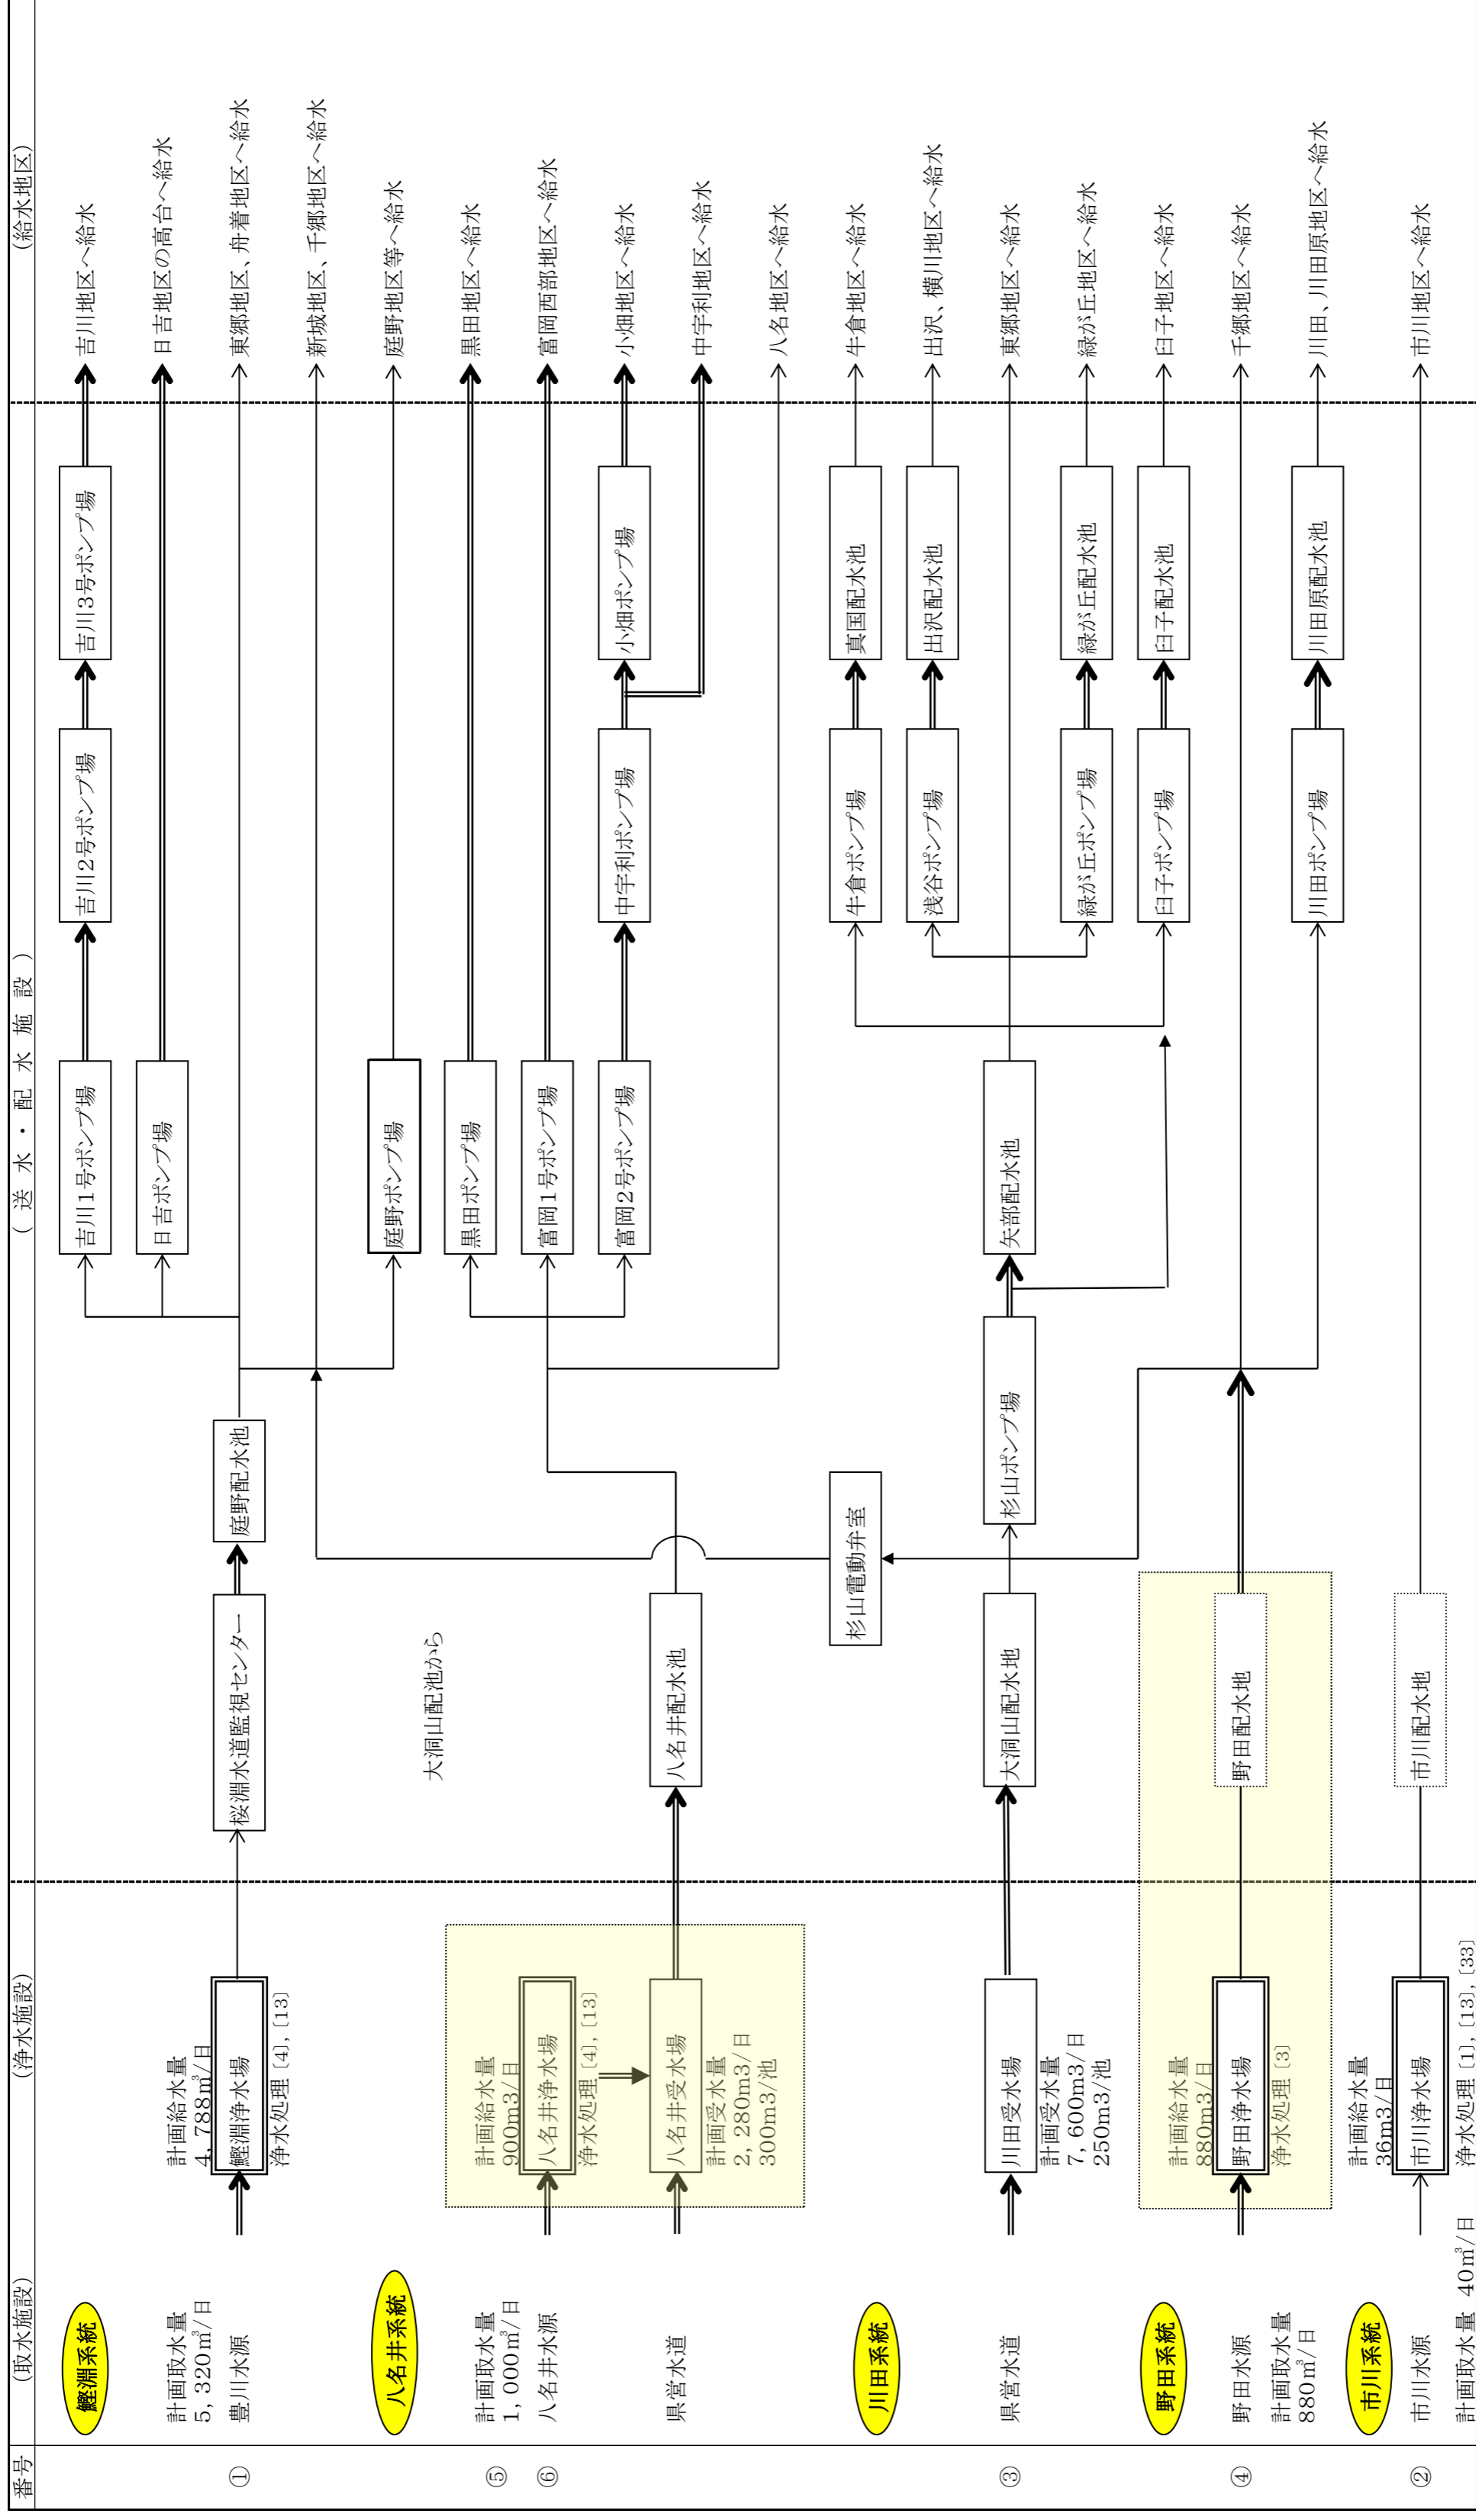 番号
(取水施設)
(浄水施設)
( 送 水 ・ 配 水 施 設 )
(給水地区)
鰹淵系統
①
計画取水量
5, 320㎥/日
豊川水源
計画給水量
4, 788㎥/日
鰹淵浄水場
浄水処理 [4], [13]
桜淵水道監視センター
庭野配水池
吉川1号ポンプ場
吉川2号ポンプ場
吉川3号ポンプ場
吉川地区へ給水
日吉ポンプ場
日吉地区の高台へ給水
東郷地区、舟着地区へ給水
新城地区、千郷地区へ給水
庭野ポンプ場
庭野地区等へ給水
大洞山配池から
八名井系統
⑤
⑥
計画取水量
1, 000㎥/日
八名井水源
県営水道
計画給水量
900m3/日
八名井浄水場
浄水処理 [4], [13]
八名井受水場
計画受水量
2, 280m3/日
300m3/池
八名井配水池
黒田ポンプ場
黒田地区へ給水
富岡1号ポンプ場
富岡西部地区へ給水
富岡2号ポンプ場
中宇利ポンプ場
小畑ポンプ場
小畑地区へ給水
中宇利地区へ給水
八名地区へ給水
杉山電動弁室
川田系統
③
県営水道
川田受水場
計画受水量
7, 600m3/日
250m3/池
大洞山配水地
杉山ポンプ場
矢部配水池
牛倉ポンプ場
真国配水池
牛倉地区へ給水
浅谷ポンプ場
出沢配水池
出沢、横川地区へ給水
東郷地区へ給水
緑が丘ポンプ場
緑が丘配水池
緑が丘地区へ給水
臼子ポンプ場
臼子配水池
臼子地区へ給水
野田系統
④
野田水源
計画取水量
880㎥/日
計画給水量
880m3/日
野田浄水場
浄水処理 [3]
野田配水地
千郷地区へ給水
川田ポンプ場
川田原配水池
川田、川田原地区へ給水
市川系統
②
市川水源
計画取水量 40㎥/日
計画給水量
36m3/日
市川浄水場
浄水処理 [1], [13], [33]
市川配水地
市川地区へ給水